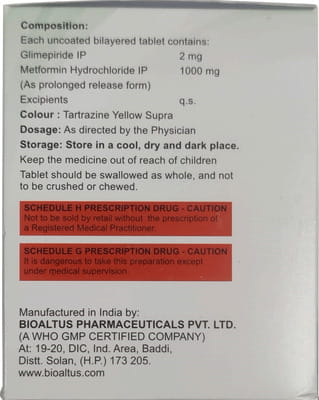 Composition:
Each uncoated bilayered tablet contains:
Glimepiride IP 2 mg
Metformin Hydrochloride IP 1000 mg
(As prolonged release form)
Excipients q.s.
Colour : Tartrazine Yellow Supra
Dosage: As directed by the Physician
Storage: Store in a cool, dry and dark place.
Keep the medicine out of reach of children
Tablet should be swallowed as whole, and not
to be crushed or chewed.
SCHEDULE H PRESCRIPTION DRUG - CAUTION
Not to be sold by retail without the prescription of
a Registered Medical Practitioner.
SCHEDULE G PRESCRIPTION DRUG - CAUTION
It is dangerous to take this preparation except
under medical supervision.
Manufactured in India by:
BIOALTUS PHARMACEUTICALS PVT. LTD.
(A WHO GMP CERTIFIED COMPANY)
At: 19-20, DIC, Ind. Area, Baddi,
Distt. Solan, (H.P.) 173 205.
www.bioaltus.com